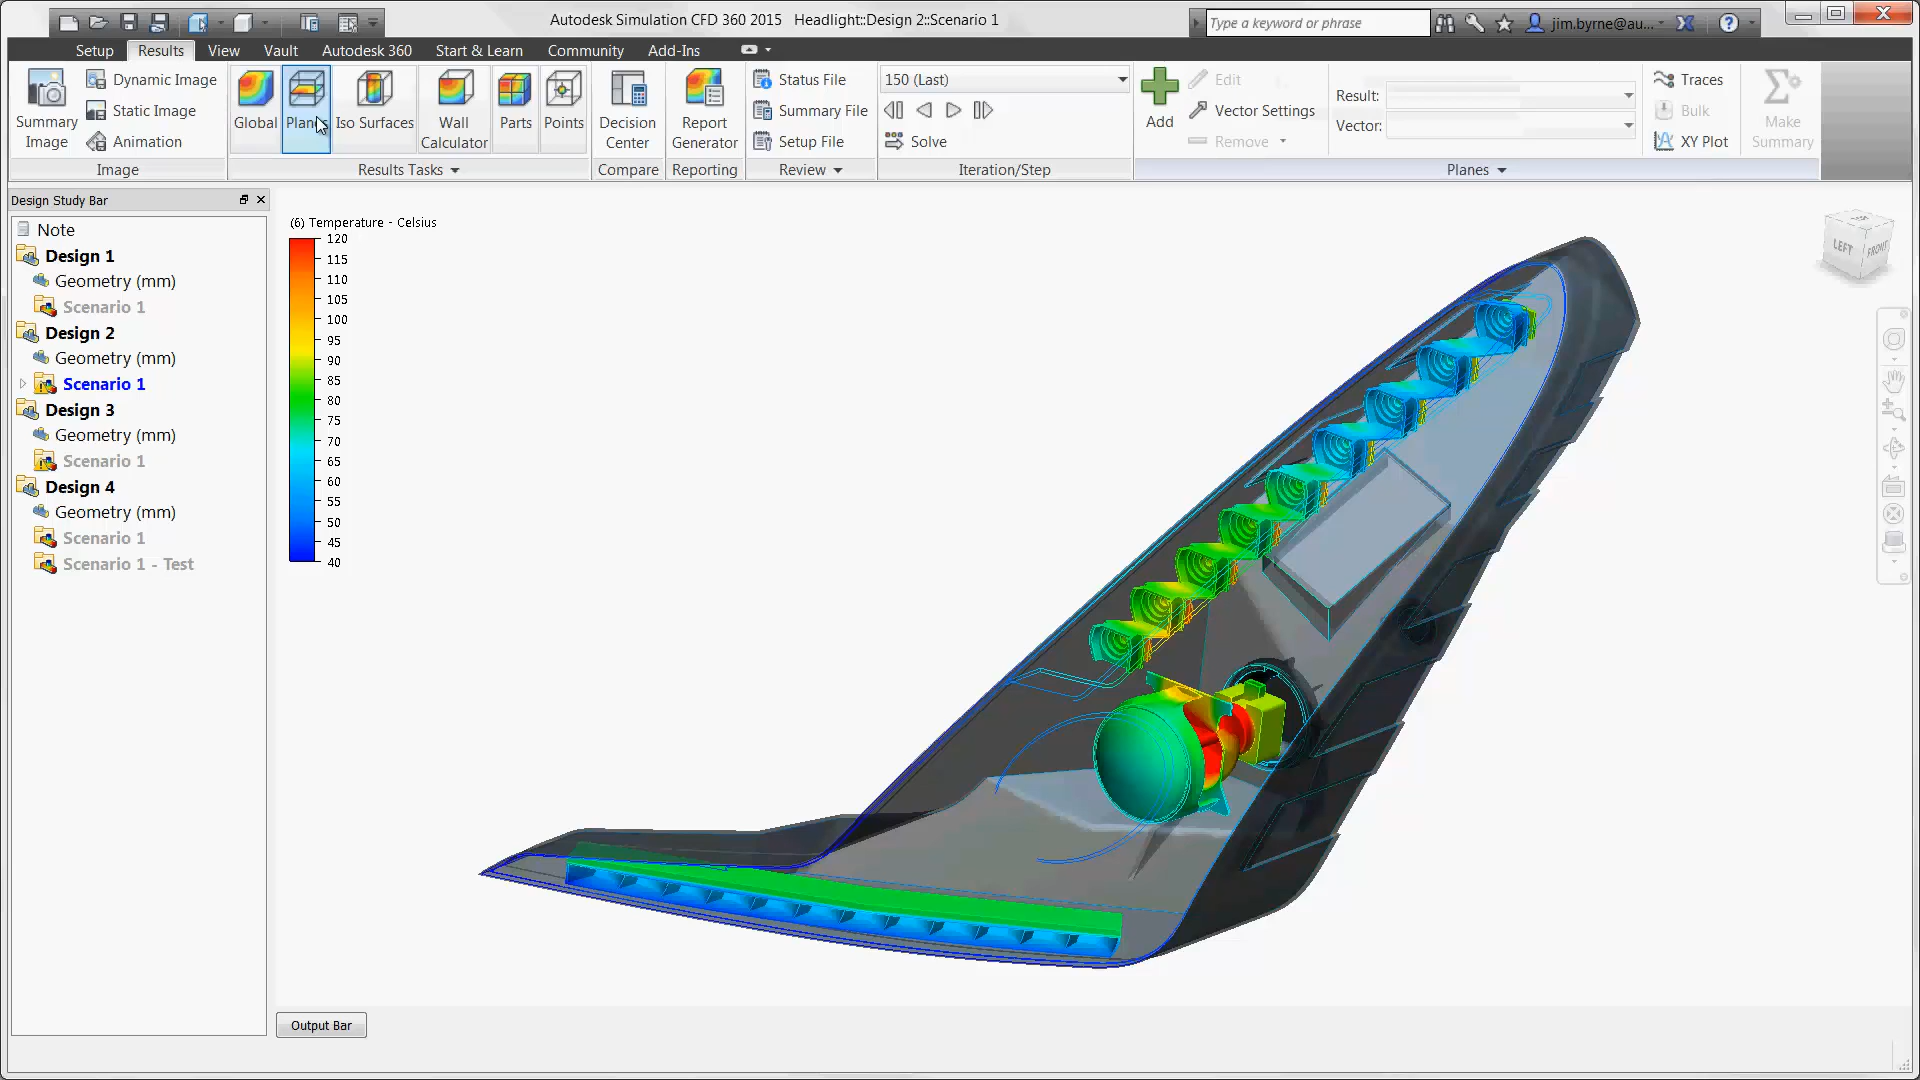 Autodesk Simulation CFD 360 2015 Headlight::Design 2::Scenario 1
Type a keyword or phrase
jim.byrne@au...
Setup Results View Vault Autodesk 360 Start & Learn Community Add-Ins
Summary Image
Dynamic Image
Static Image
Animation
Image
Global
Iso Surfaces
Wall Calculator
Parts
Points
Results Tasks
Decision Center
Compare
Report Generator
Reporting
Status File
Summary File
Setup File
Review
150 (Last)
Solve
Iteration/Step
Add
Edit
Vector Settings
Remove
Result:
Vector:
Traces
Bulk
XY Plot
Make Summary
Planes
Design Study Bar
Note
Design 1
Geometry (mm)
Scenario 1
Design 2
Geometry (mm)
Scenario 1
Design 3
Geometry (mm)
Scenario 1
Design 4
Geometry (mm)
Scenario 1
Scenario 1 - Test
(6) Temperature - Celsius
120
115
110
105
100
95
90
85
80
75
70
65
60
55
50
45
40
TOP
LEFT
FRONT
Output Bar